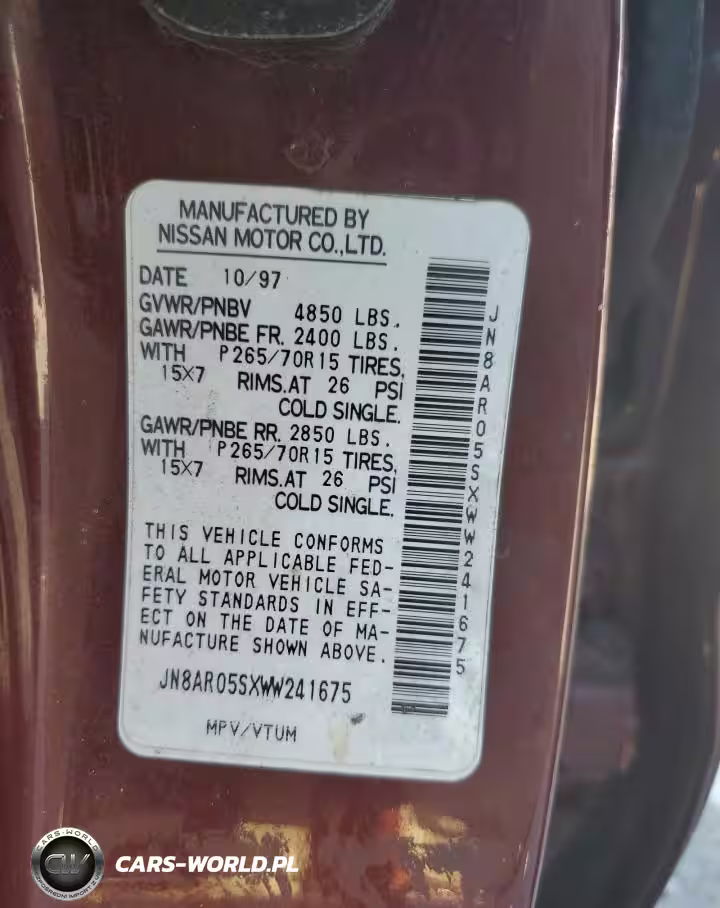 MANUFACTURED BY
NISSAN MOTOR CO.,LTD.
DATE 10/97
GVWR/PNBV 4850 LBS.
GAWR/PNBE FR. 2400 LBS.
WITH P265/70R15 TIRES,
15X7 RIMS.AT 26 PSI
COLD SINGLE.
GAWR/PNBE RR. 2850 LBS.
WITH P265/70R15 TIRES,
15X7 RIMS.AT 26 PSI
COLD SINGLE.
THIS VEHICLE CONFORMS
TO ALL APPLICABLE FED-
ERAL MOTOR VEHICLE SA-
FETY STANDARDS IN EFF-
ECT ON THE DATE OF MA-
NUFACTURE SHOWN ABOVE.
JN8AR05SXWW241675
MPV/VTUM
JN8AR05SXWW241675
CARS-WORLD
CW
CARS-WORLD.PL